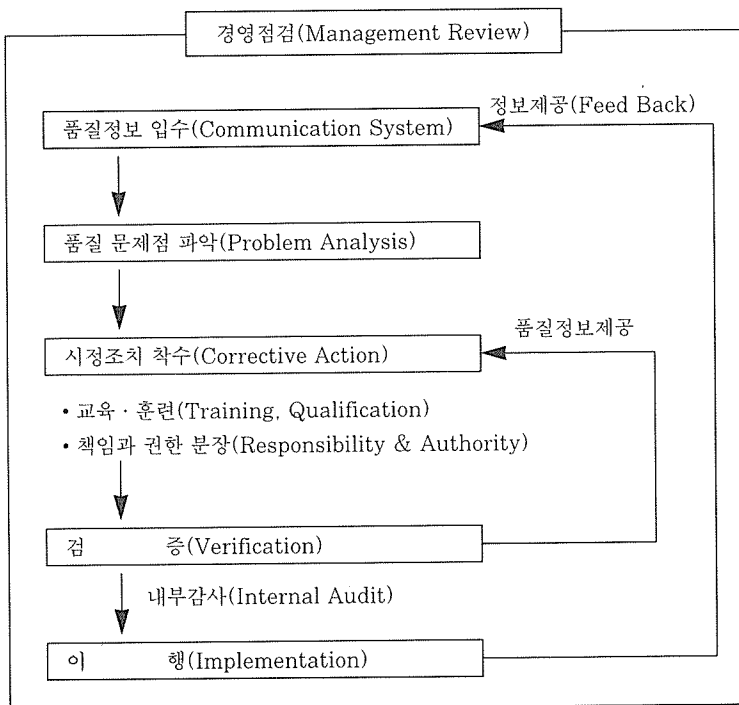 경영점검(Management Review)
정보제공(Feed Back)
품질정보 입수(Communication System)
품질 문제점 파악(Problem Analysis)
품질정보제공
시정조치 착수(Corrective Action)
• 교육 · 훈련(Training, Qualification)
• 책임과 권한 분장(Responsibility & Authority)
검 증(Verification)
내부감사(Internal Audit)
이 행(Implementation)